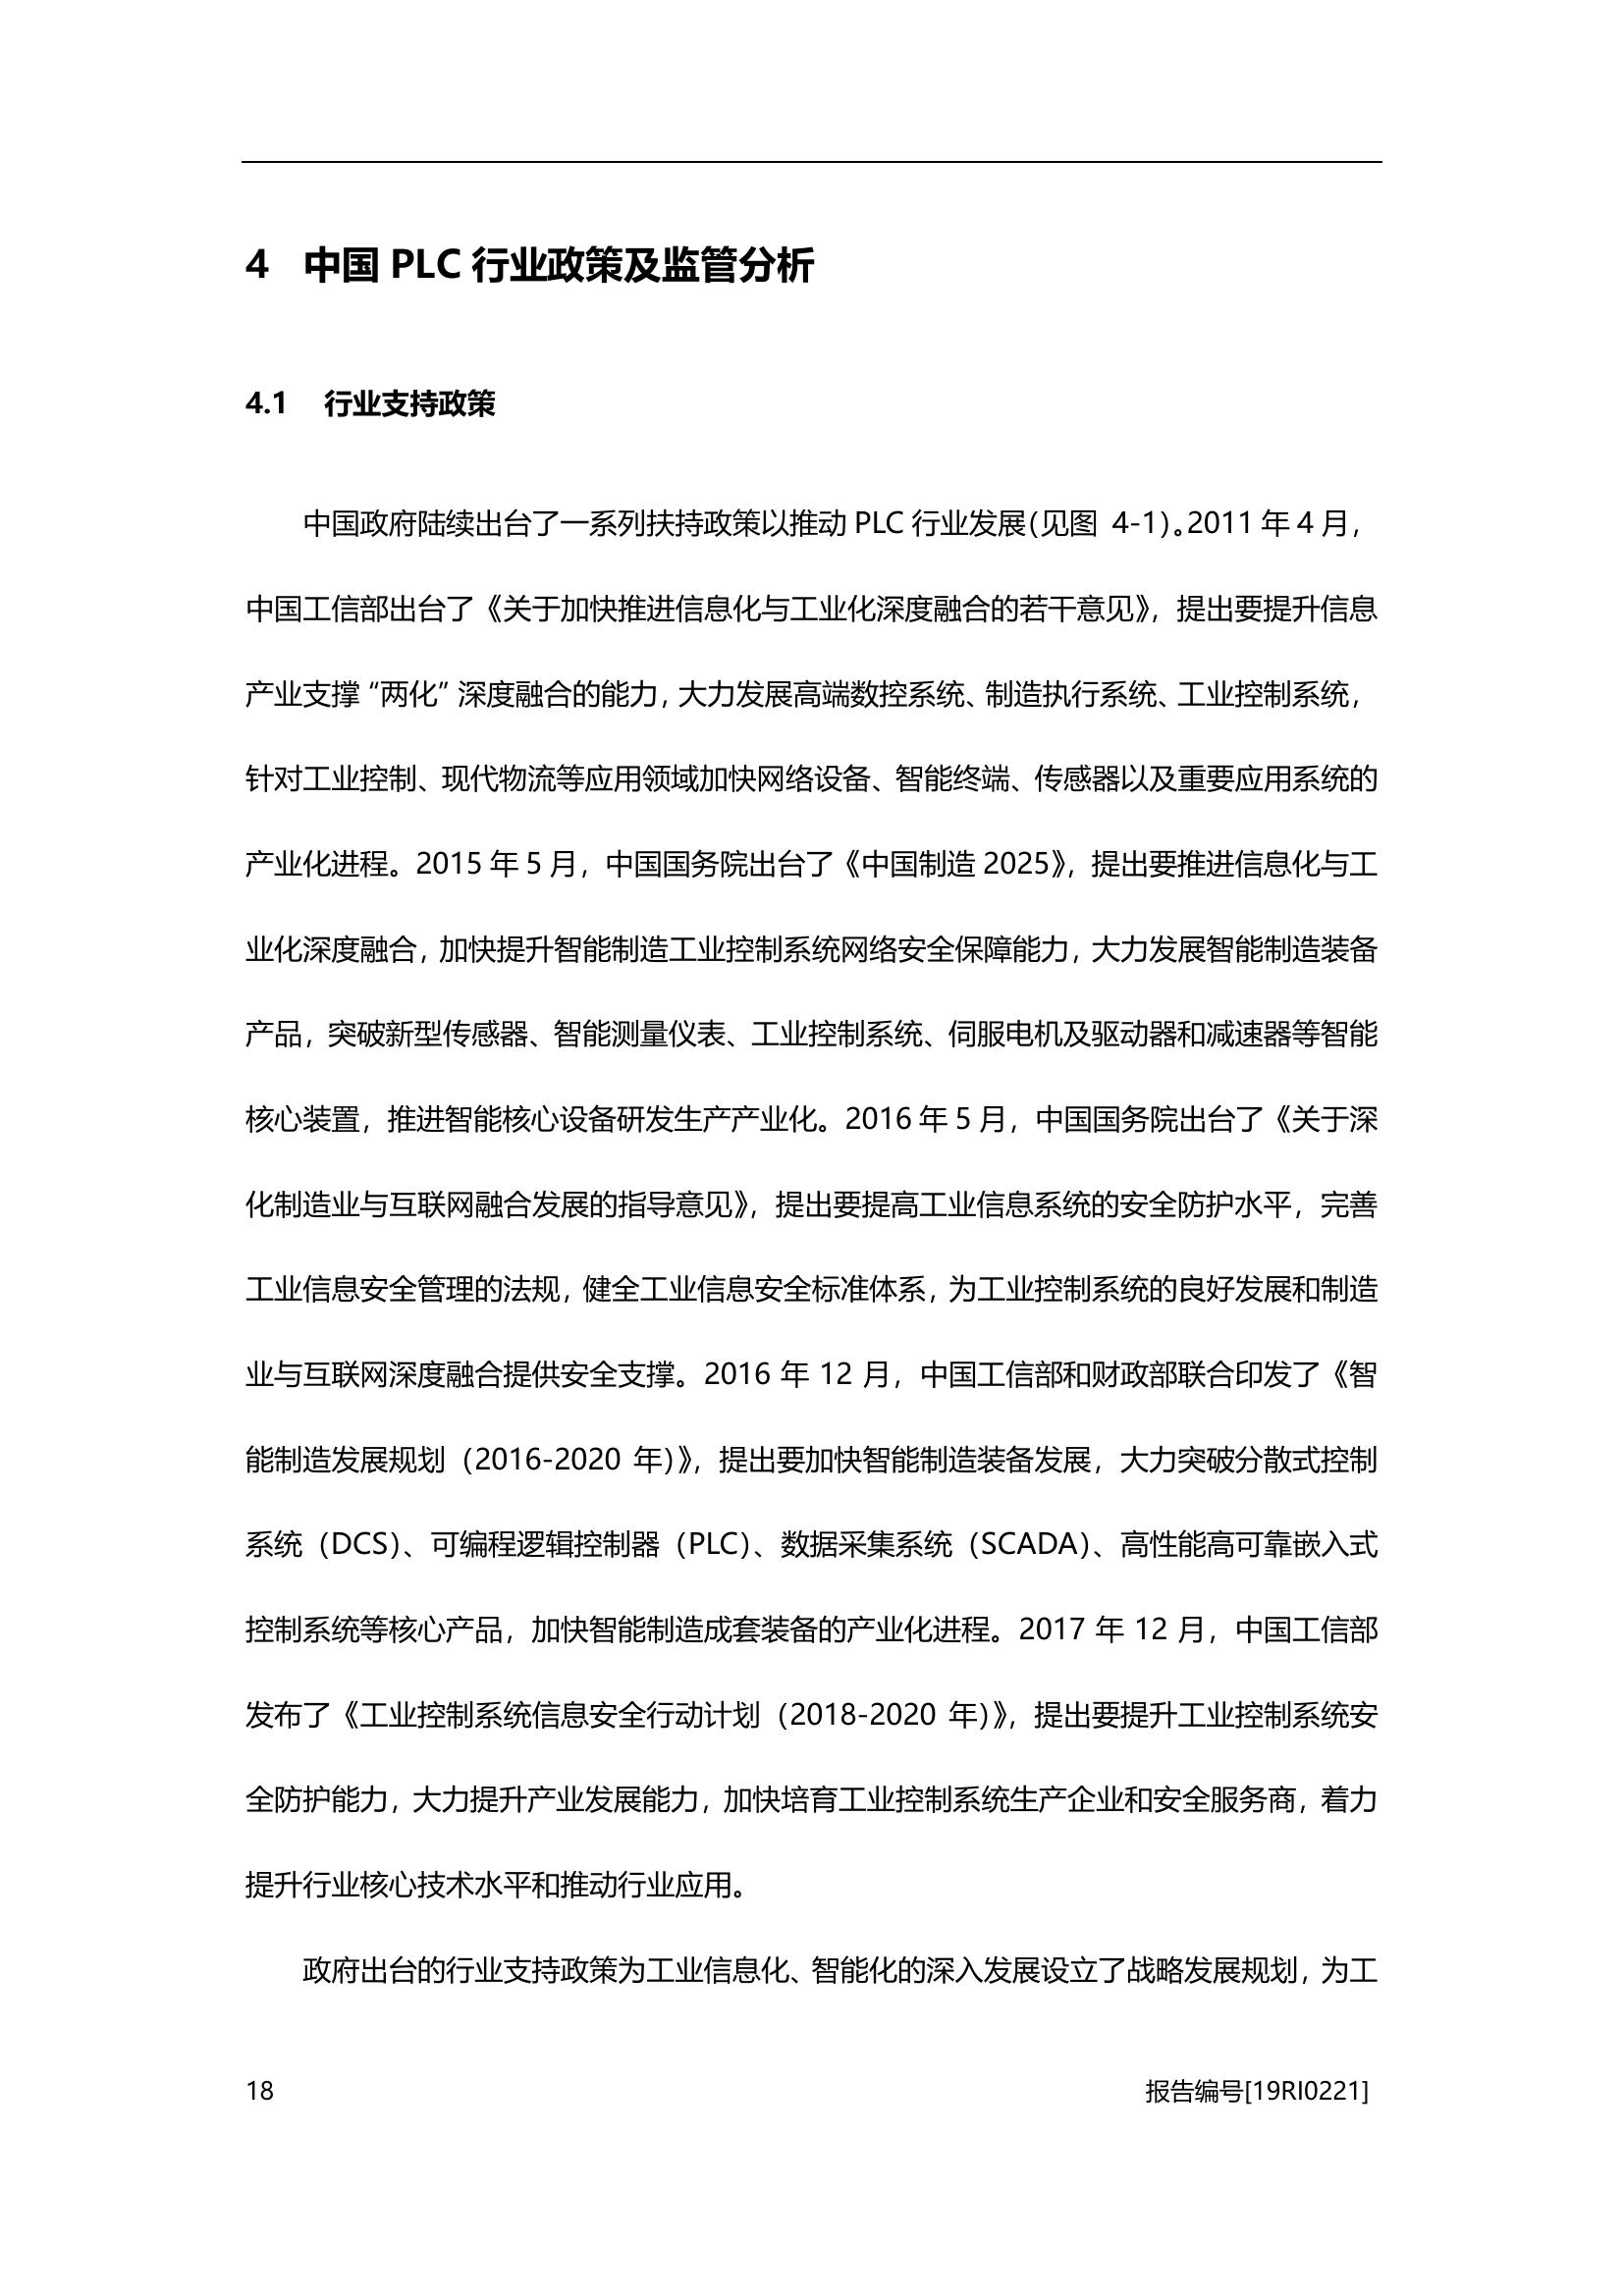 4 中国 PLC 行业政策及监管分析
4.1 行业支持政策
中国政府陆续出台了一系列扶持政策以推动 PLC 行业发展（见图 4-1）。2011 年 4 月，
中国工信部出台了《关于加快推进信息化与工业化深度融合的若干意见》，提出要提升信息
产业支撑“两化”深度融合的能力，大力发展高端数控系统、制造执行系统、工业控制系统，
针对工业控制、现代物流等应用领域加快网络设备、智能终端、传感器以及重要应用系统的
产业化进程。2015 年 5 月，中国国务院出台了《中国制造 2025》，提出要推进信息化与工
业化深度融合，加快提升智能制造工业控制系统网络安全保障能力，大力发展智能制造装备
产品，突破新型传感器、智能测量仪表、工业控制系统、伺服电机及驱动器和减速器等智能
核心装置，推进智能核心设备研发生产产业化。2016 年 5 月，中国国务院出台了《关于深
化制造业与互联网融合发展的指导意见》，提出要提高工业信息系统的安全防护水平，完善
工业信息安全管理的法规，健全工业信息安全标准体系，为工业控制系统的良好发展和制造
业与互联网深度融合提供安全支撑。2016 年 12 月，中国工信部和财政部联合印发了《智
能制造发展规划（2016-2020 年）》，提出要加快智能制造装备发展，大力突破分散式控制
系统（DCS）、可编程逻辑控制器（PLC）、数据采集系统（SCADA）、高性能高可靠嵌入式
控制系统等核心产品，加快智能制造成套装备的产业化进程。2017 年 12 月，中国工信部
发布了《工业控制系统信息安全行动计划（2018-2020 年）》，提出要提升工业控制系统安
全防护能力，大力提升产业发展能力，加快培育工业控制系统生产企业和安全服务商，着力
提升行业核心技术水平和推动行业应用。
政府出台的行业支持政策为工业信息化、智能化的深入发展设立了战略发展规划，为工
18 报告编号[19RI0221]